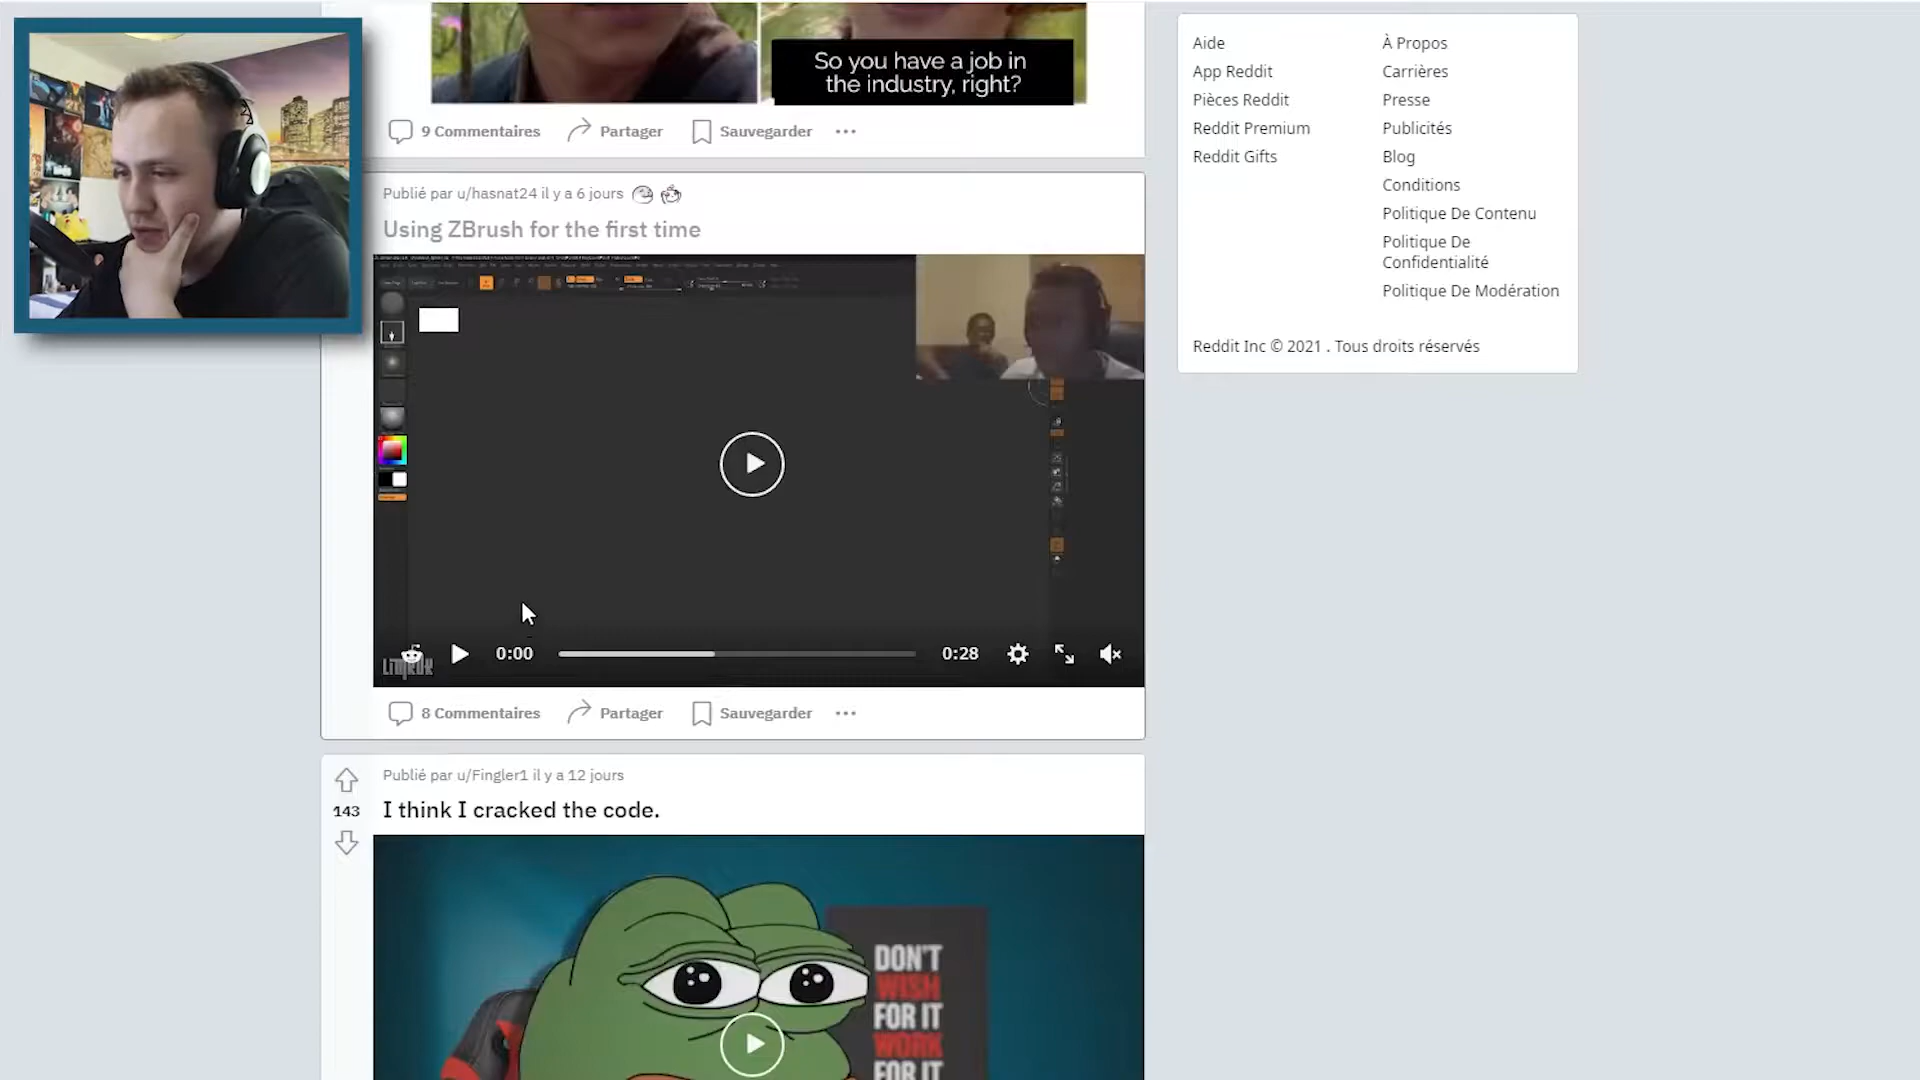 So you have a job in
the industry, right?
9 Commentaires
Partager
Sauvegarder
Aide
App Reddit
Pièces Reddit
Reddit Premium
Reddit Gifts
À Propos
Carrières
Presse
Publicités
Blog
Conditions
Politique De Contenu
Politique De
Confidentialité
Politique De Modération
Reddit Inc © 2021 . Tous droits réservés
Publié par u/hasnat24 il y a 6 jours
Using ZBrush for the first time
0:00
0:28
8 Commentaires
Partager
Sauvegarder
Publié par u/Fingler1 il y a 12 jours
143
I think I cracked the code.
DON'T
WISH
FOR IT
WORK
FOR IT